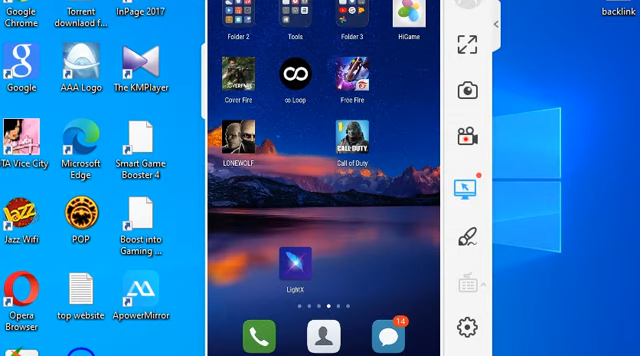 Google
Chrome
Torrent
downlaod f...
InPage 2017
Google
AAA Logo
The KMPlayer
TA Vice City
Microsoft
Edge
Smart Game
Booster 4
Jazz Wifi
POP
Boost into
Gaming ...
Opera
Browser
top website
ApowerMirror
Folder 2
Tools
Folder 3
HiGame
Cover Fire
∞ Loop
Free Fire
LONEWOLF
CALL OF DUTY
Call of Duty
LightX
14
backlink